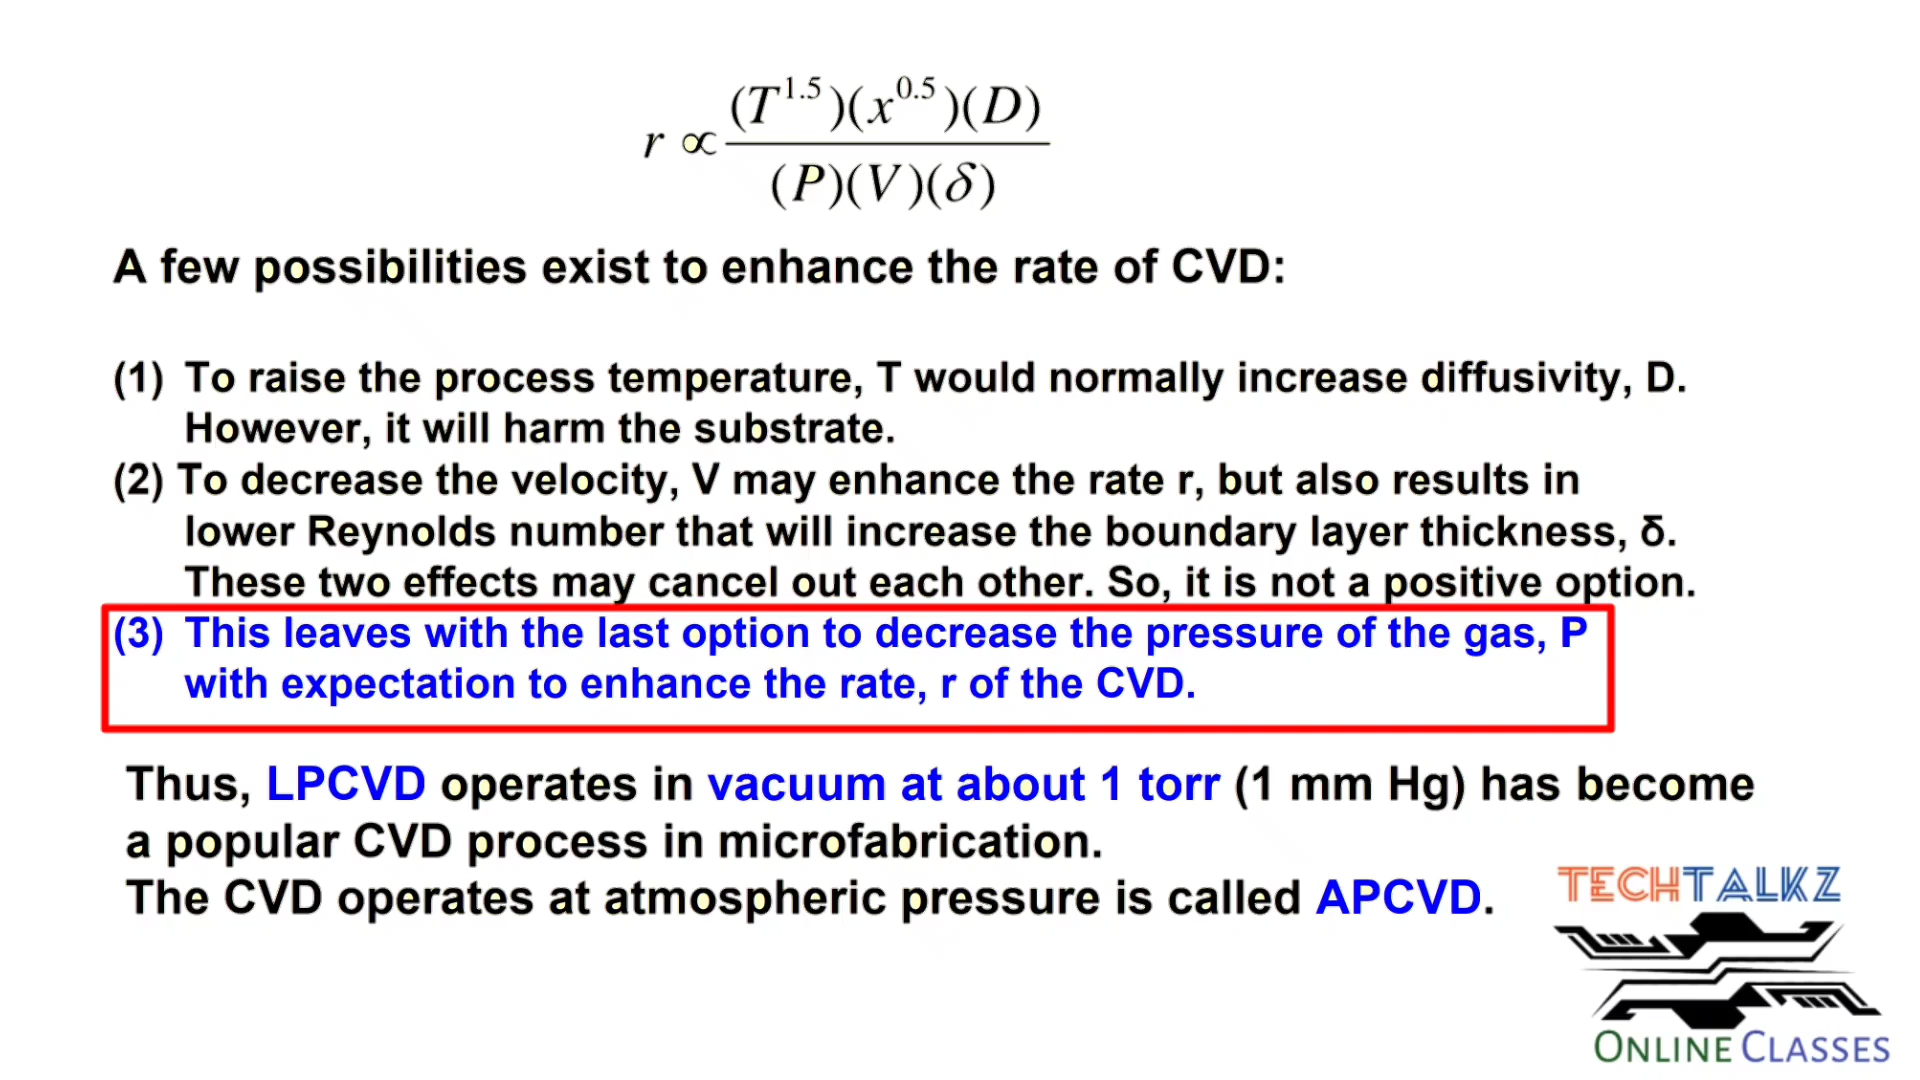 r ∝ (T^1.5)(x^0.5)(D)
(P)(V)(δ)
A few possibilities exist to enhance the rate of CVD:
(1) To raise the process temperature, T would normally increase diffusivity, D.
However, it will harm the substrate.
(2) To decrease the velocity, V may enhance the rate r, but also results in
lower Reynolds number that will increase the boundary layer thickness, δ.
These two effects may cancel out each other. So, it is not a positive option.
(3) This leaves with the last option to decrease the pressure of the gas, P
with expectation to enhance the rate, r of the CVD.
Thus, LPCVD operates in vacuum at about 1 torr (1 mm Hg) has become
a popular CVD process in microfabrication.
The CVD operates at atmospheric pressure is called APCVD.
TECHTALKZ
ONLINE CLASSES